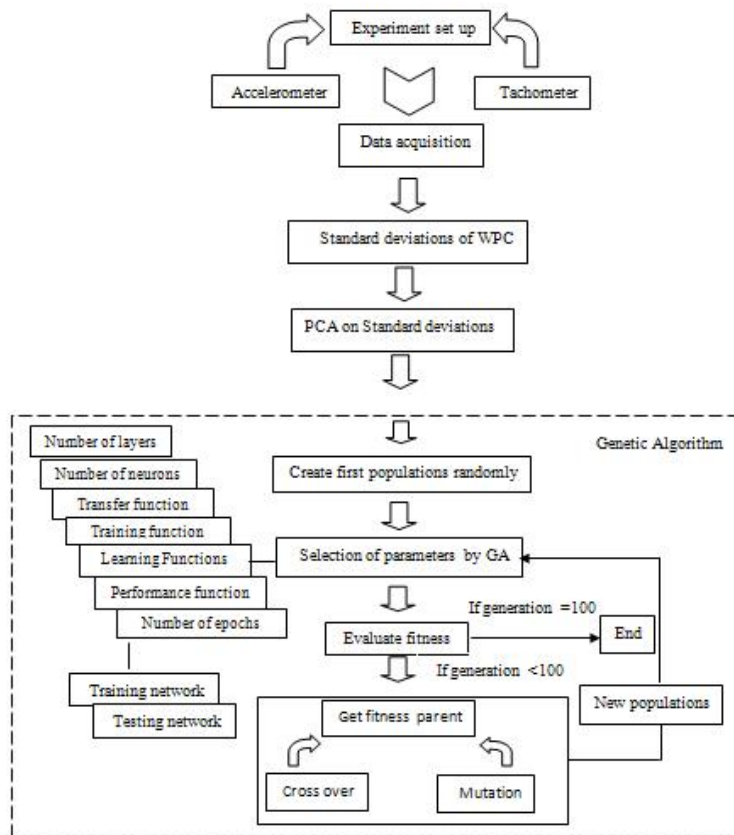 Experiment set up
Accelerometer
Tachometer
Data acquisition
Standard deviations of WPC
PCA on Standard deviations
Genetic Algorithm
Number of layers
Number of neurons
Transfer function
Training function
Learning Functions
Performance function
Number of epochs
Training network
Testing network
Create first populations randomly
Selection of parameters by GA
Evaluate fitness
If generation =100
End
If generation <100
New populations
Get fitness parent
Cross over
Mutation